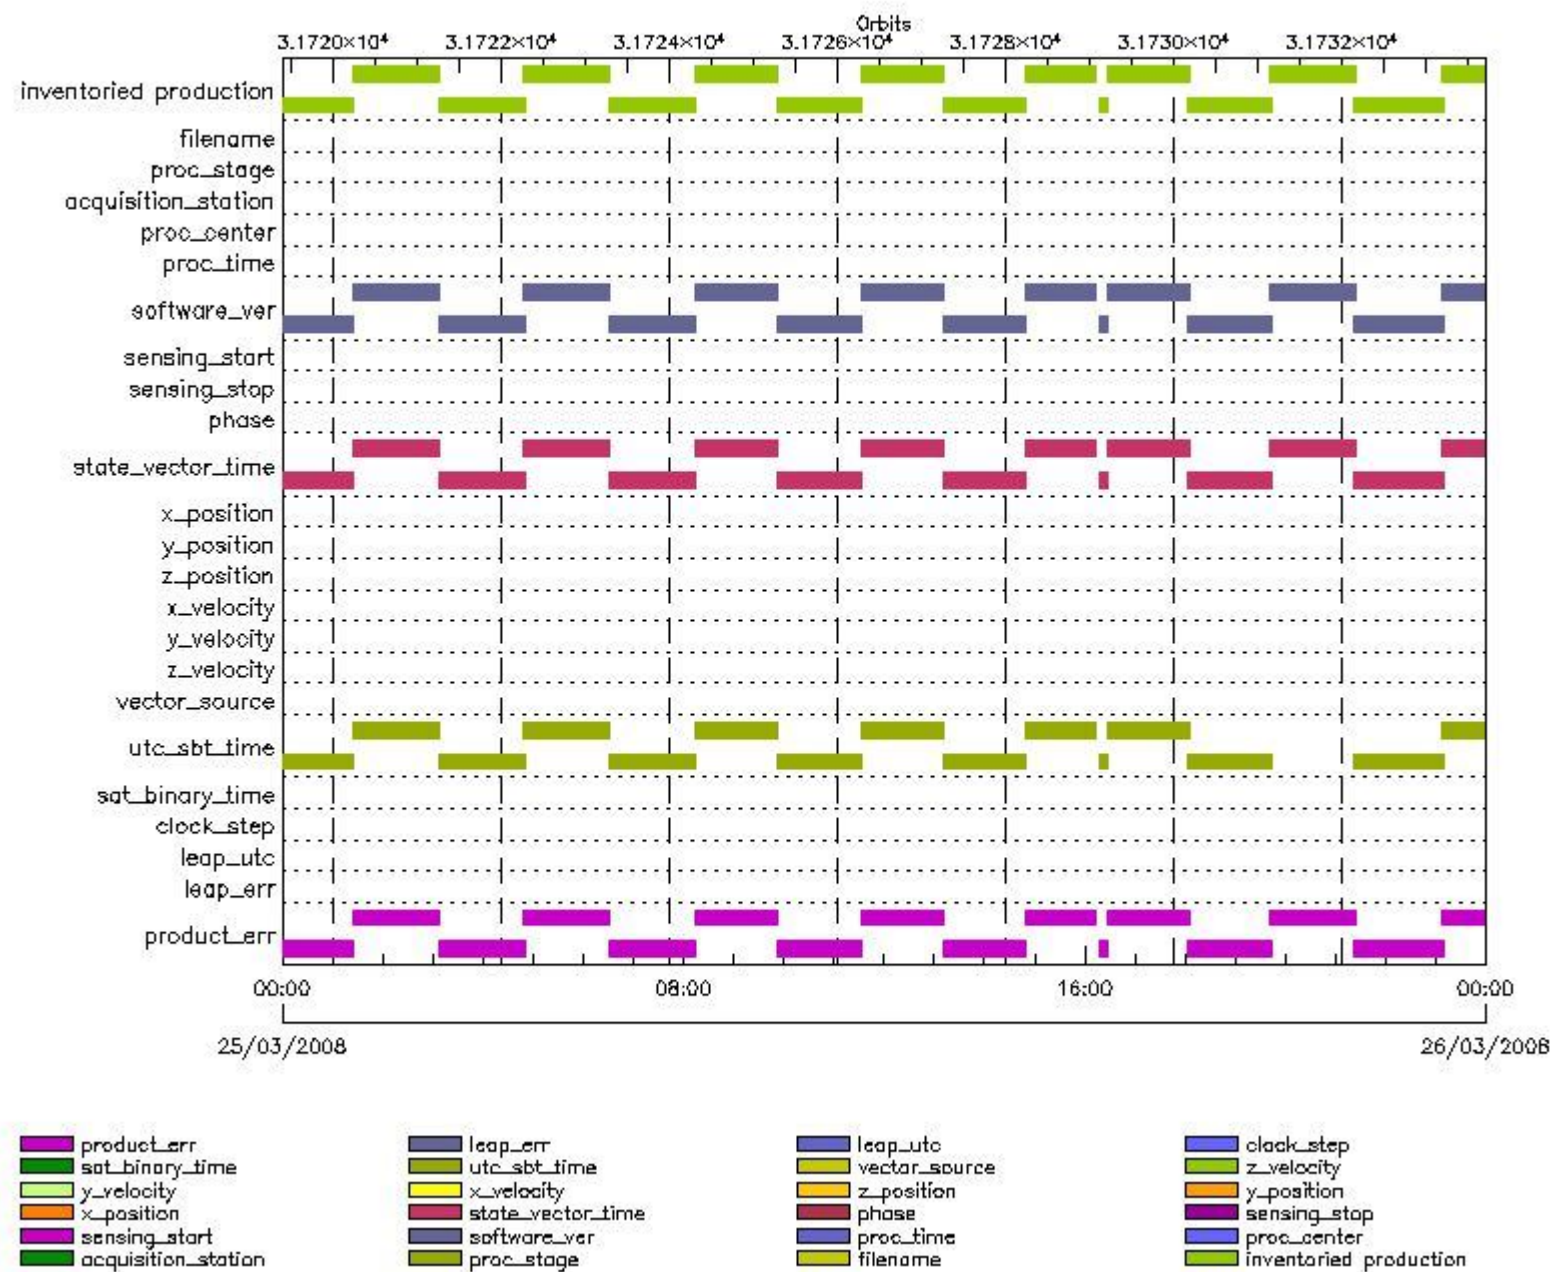 Orbits
3.1720×10⁴ 3.1722×10⁴ 3.1724×10⁴ 3.1726×10⁴ 3.1728×10⁴ 3.1730×10⁴ 3.1732×10⁴
inventoried production
filename
proc_stage
acquisition_station
proc_center
proc_time
software_ver
sensing_start
sensing_stop
phase
state_vector_time
x_position
y_position
z_position
x_velocity
y_velocity
z_velocity
vector_source
utc_sbt_time
sat_binary_time
clock_step
leap_utc
leap_err
product_err
00:00 08:00 16:00 00:00
25/03/2008 26/03/2008
product_err leap_err leap_utc clock_step
sat_binary_time utc_sbt_time vector_source z_velocity
y_velocity x_velocity z_position y_position
x_position state_vector_time phase sensing_stop
sensing_start software_ver proc_time proc_center
acquisition_station proc_stage filename inventoried production